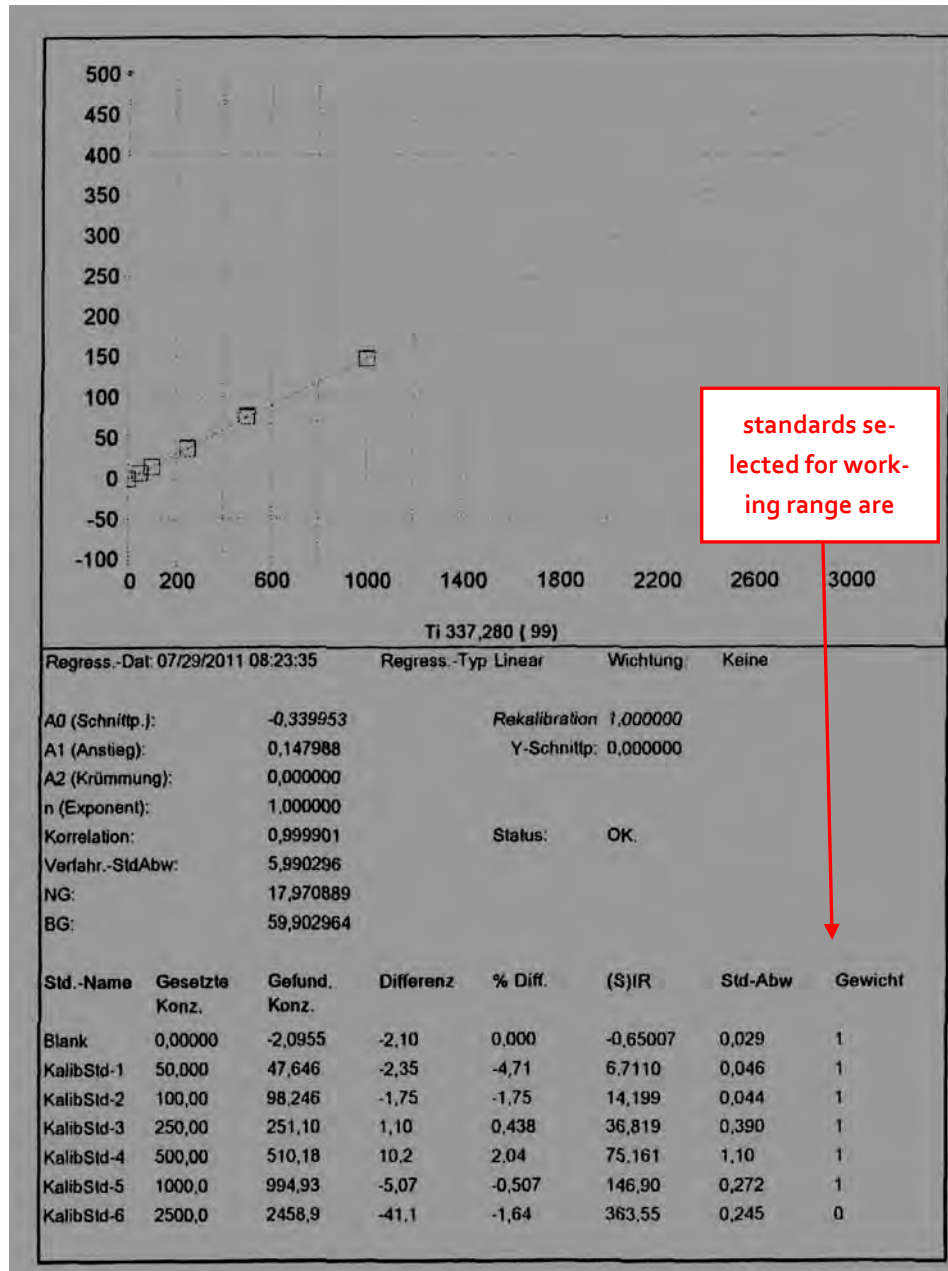 500
450
400
350
300
250
200
150
100
50
0
-50
-100
0 200 600 1000 1400 1800 2200 2600 3000
standards se-
lected for work-
ing range are
Ti 337,280 ( 99)
Regress.-Dat: 07/29/2011 08:23:35 Regress.-Typ Linear Wichtung: Keine
A0 (Schnittp.): -0,339953 Rekalibration 1,000000
A1 (Anstieg): 0,147988 Y-Schnittp: 0,000000
A2 (Krümmung): 0,000000
n (Exponent): 1,000000
Korrelation: 0,999901 Status: OK.
Verfahr.-StdAbw: 5,990296
NG: 17,970889
BG: 59,902964
Std.-Name Gesetzte Gefund. Differenz % Diff. (S)IR Std-Abw Gewicht
Konz. Konz.
Blank 0,00000 -2,0955 -2,10 0,000 -0,65007 0,029 1
KalibStd-1 50,000 47,646 -2,35 -4,71 6,7110 0,046 1
KalibStd-2 100,00 98,246 -1,75 -1,75 14,199 0,044 1
KalibStd-3 250,00 251,10 1,10 0,438 36,819 0,390 1
KalibStd-4 500,00 510,18 10,2 2,04 75,161 1,10 1
KalibStd-5 1000,0 994,93 -5,07 -0,507 146,90 0,272 1
KalibStd-6 2500,0 2458,9 -41,1 -1,64 363,55 0,245 0